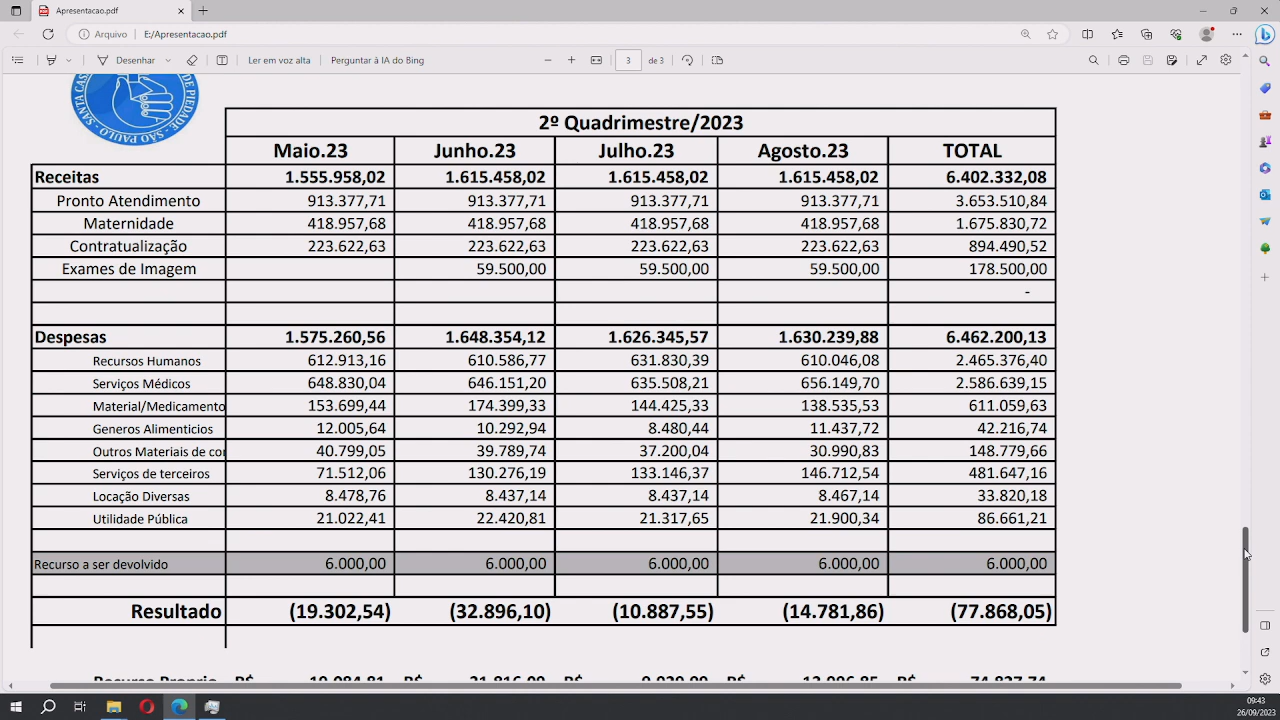 Apresentacao.pdf
Arquivo E:/Apresentacao.pdf
Desenhar Ler em voz alta Perguntar à IA do Bing 3 de 3
SANTA CAS DE PIEDADE - SÃO PAULO
2º Quadrimestre/2023
Maio.23 Junho.23 Julho.23 Agosto.23 TOTAL
Receitas 1.555.958,02 1.615.458,02 1.615.458,02 1.615.458,02 6.402.332,08
Pronto Atendimento 913.377,71 913.377,71 913.377,71 913.377,71 3.653.510,84
Maternidade 418.957,68 418.957,68 418.957,68 418.957,68 1.675.830,72
Contratualização 223.622,63 223.622,63 223.622,63 223.622,63 894.490,52
Exames de Imagem 59.500,00 59.500,00 59.500,00 178.500,00
-
Despesas 1.575.260,56 1.648.354,12 1.626.345,57 1.630.239,88 6.462.200,13
Recursos Humanos 612.913,16 610.586,77 631.830,39 610.046,08 2.465.376,40
Serviços Médicos 648.830,04 646.151,20 635.508,21 656.149,70 2.586.639,15
Material/Medicamento 153.699,44 174.399,33 144.425,33 138.535,53 611.059,63
Generos Alimenticios 12.005,64 10.292,94 8.480,44 11.437,72 42.216,74
Outros Materiais de cor 40.799,05 39.789,74 37.200,04 30.990,83 148.779,66
Serviços de terceiros 71.512,06 130.276,19 133.146,37 146.712,54 481.647,16
Locação Diversas 8.478,76 8.437,14 8.437,14 8.467,14 33.820,18
Utilidade Pública 21.022,41 22.420,81 21.317,65 21.900,34 86.661,21
Recurso a ser devolvido 6.000,00 6.000,00 6.000,00 6.000,00 6.000,00
Resultado (19.302,54) (32.896,10) (10.887,55) (14.781,86) (77.868,05)
Recurso Proprio R$ R$ R$ R$ R$
09:43
26/09/2023